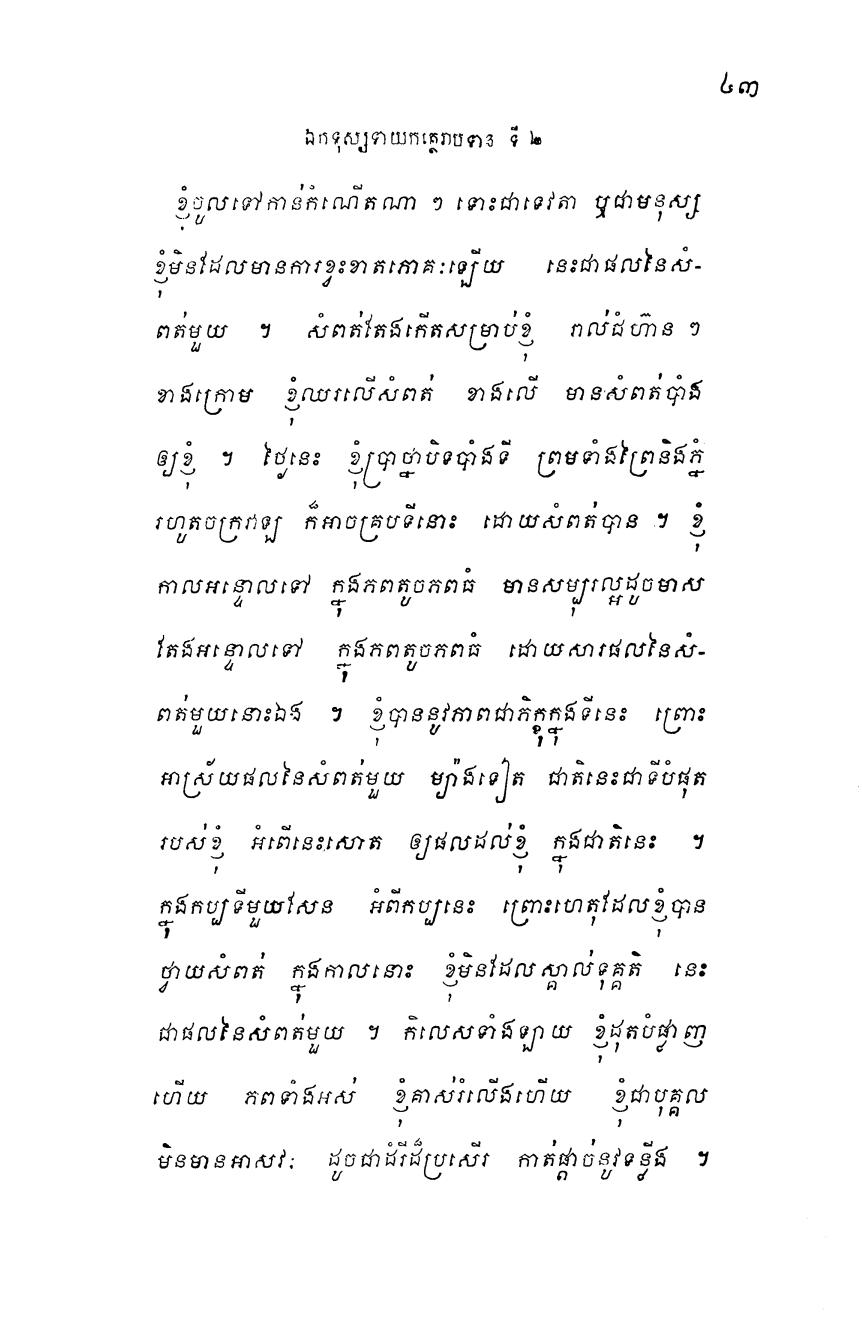 ៤៣
ឯកទុស្សទាយកត្ថេរាបទាន ទី ២
ខ្ញុំចូលទៅកាន់កំណើតណា ៗ ទោះជាទេវតា ឬជាមនុស្ស
ខ្ញុំមិនដែលមានការខ្វះខាតភោគៈឡើយ នេះជាផលនៃសំ-
ពត់មួយ ។ សំពត់តែងកើតសម្រាប់ខ្ញុំ រាល់ជំហ៊ាន ៗ
ខាងក្រោម ខ្ញុំឈរលើសំពត់ ខាងលើ មានសំពត់បាំង
ឲ្យខ្ញុំ ។ ថ្ងៃនេះ ខ្ញុំប្រាថ្នាបិទបាំងទី ព្រមទាំងព្រៃនិងភ្នំ
រហូតចក្រវាឡ ក៏អាចគ្របទីនោះ ដោយសំពត់បាន ។ ខ្ញុំ
កាលអន្ទោលទៅ ក្នុងភពតូចភពធំ មានសម្បុរល្អដូចមាស
តែងអន្ទោលទៅ ក្នុងភពតូចភពធំ ដោយសារផលនៃសំ-
ពត់មួយនោះឯង ។ ខ្ញុំបាននូវភាពជាភិក្ខុក្នុងទីនេះ ព្រោះ
អាស្រ័យផលនៃសំពត់មួយ ម្យ៉ាងទៀត ជាតិនេះជាទីបំផុត
របស់ខ្ញុំ អំពើនេះសោត ឲ្យផលដល់ខ្ញុំ ក្នុងជាតិនេះ ។
ក្នុងកប្បទីមួយសែន អំពីកប្បនេះ ព្រោះហេតុដែលខ្ញុំបាន
ថ្វាយសំពត់ ក្នុងកាលនោះ ខ្ញុំមិនដែលស្គាល់ទុគ្គតិ នេះ
ជាផលនៃសំពត់មួយ ។ កិលេសទាំងឡាយ ខ្ញុំដុតបំផ្លាញ
ហើយ ភពទាំងអស់ ខ្ញុំគាស់រំលើងហើយ ខ្ញុំជាបុគ្គល
មិនមានអាសវៈ ដូចជាដំរីដ៏ប្រសើរ កាត់ផ្តាច់នូវទន្លីង ។